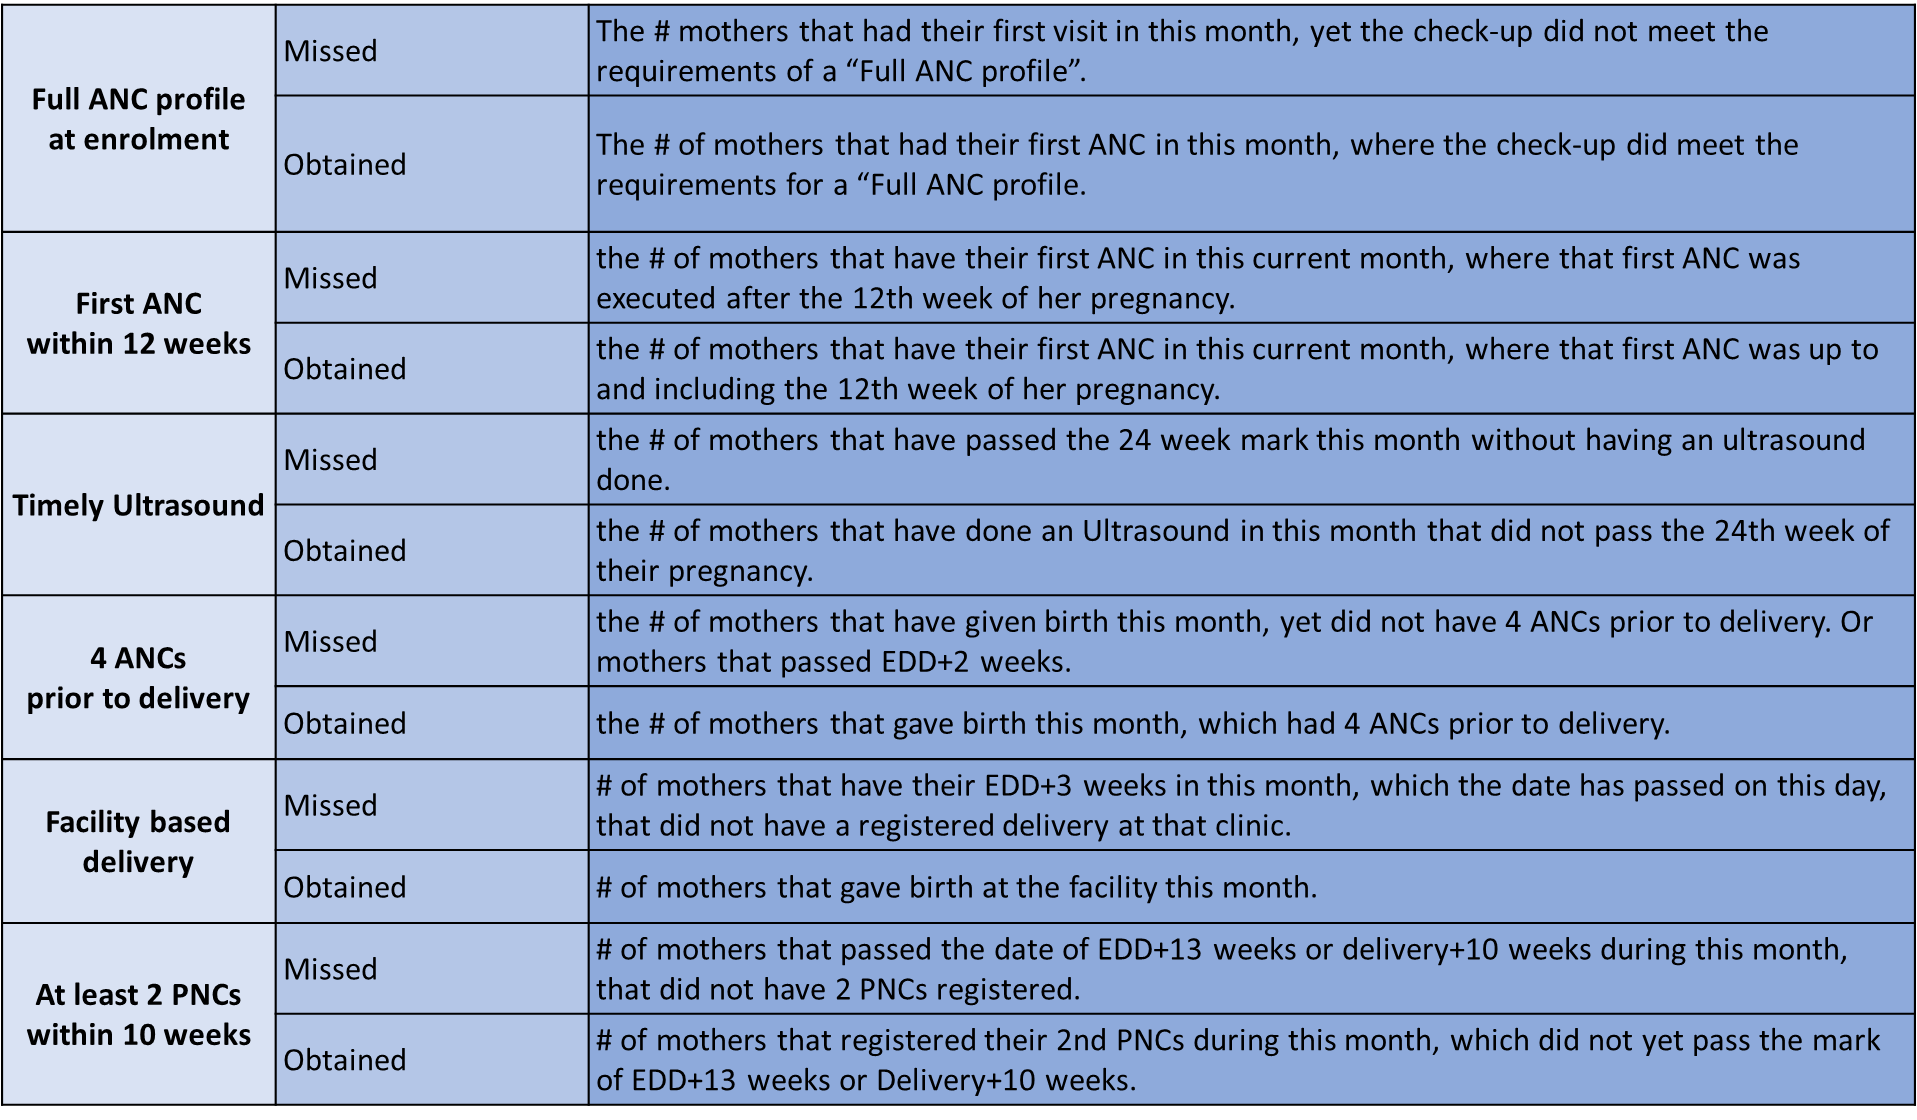 Full ANC profile
at enrolment
Missed
The # mothers that had their first visit in this month, yet the check-up did not meet the
requirements of a “Full ANC profile”.
Obtained
The # of mothers that had their first ANC in this month, where the check-up did meet the
requirements for a “Full ANC profile.
First ANC
within 12 weeks
Missed
the # of mothers that have their first ANC in this current month, where that first ANC was
executed after the 12th week of her pregnancy.
Obtained
the # of mothers that have their first ANC in this current month, where that first ANC was up to
and including the 12th week of her pregnancy.
Timely Ultrasound
Missed
the # of mothers that have passed the 24 week mark this month without having an ultrasound
done.
Obtained
the # of mothers that have done an Ultrasound in this month that did not pass the 24th week of
their pregnancy.
4 ANCs
prior to delivery
Missed
the # of mothers that have given birth this month, yet did not have 4 ANCs prior to delivery. Or
mothers that passed EDD+2 weeks.
Obtained
the # of mothers that gave birth this month, which had 4 ANCs prior to delivery.
Facility based
delivery
Missed
# of mothers that have their EDD+3 weeks in this month, which the date has passed on this day,
that did not have a registered delivery at that clinic.
Obtained
# of mothers that gave birth at the facility this month.
At least 2 PNCs
within 10 weeks
Missed
# of mothers that passed the date of EDD+13 weeks or delivery+10 weeks during this month,
that did not have 2 PNCs registered.
Obtained
# of mothers that registered their 2nd PNCs during this month, which did not yet pass the mark
of EDD+13 weeks or Delivery+10 weeks.